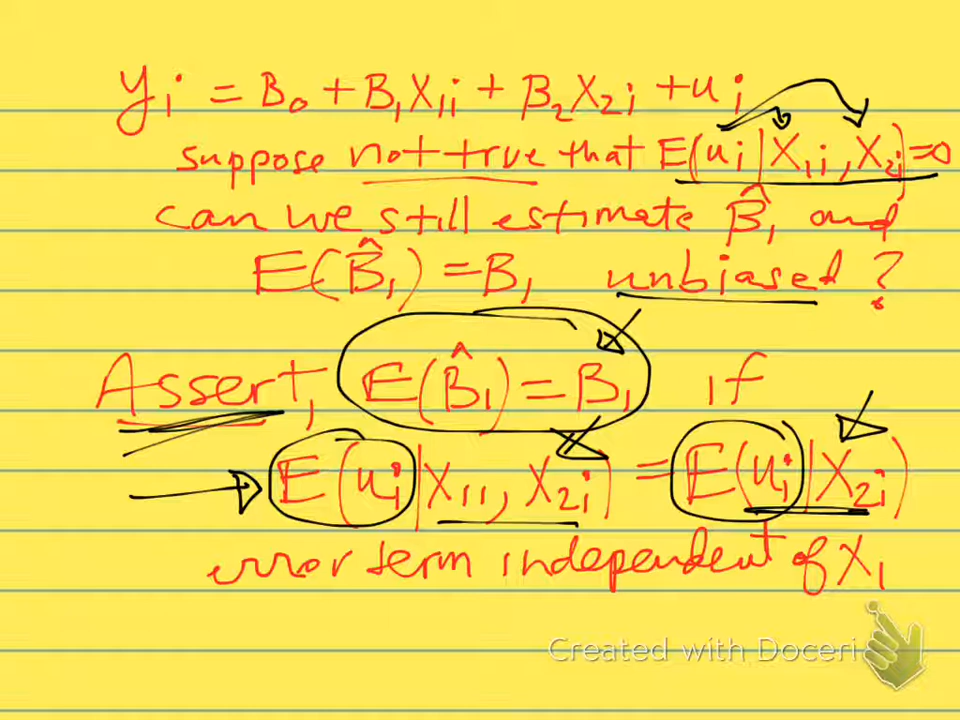 yi = B₀ + B₁X₁i + B₂X₂i + ui
suppose not true that E(ui|X₁i, X₂i)=0
can we still estimate B̂₁ and
E(B̂₁) = B₁ unbiased?
Assert, E(B̂₁) = B₁ if
E(ui|X₁₁, X₂i) = E(ui|X₂i)
error term independent of X₁
Created with Doceri